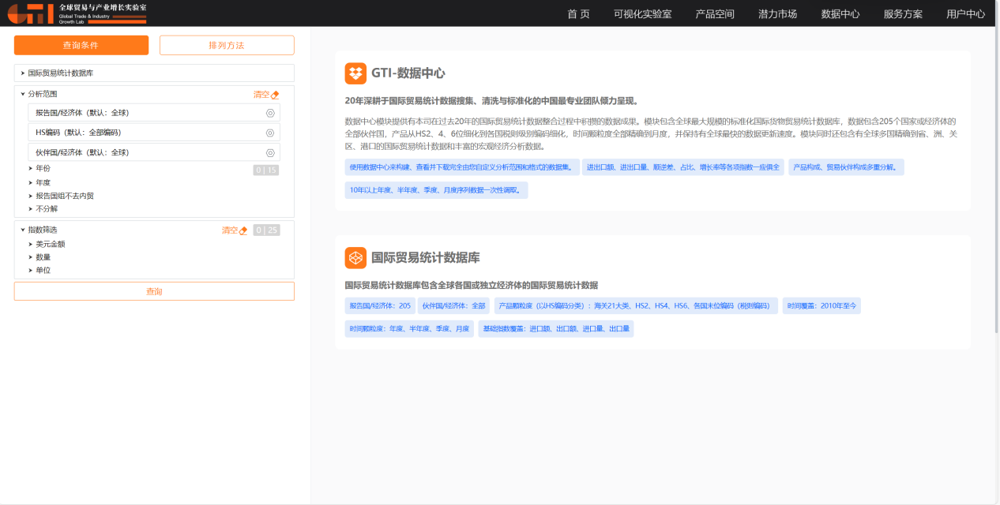 GTI
全球贸易与产业增长实验室
Global Trade & Industry
Growth Lab
首 页 可视化实验室 产品空间 潜力市场 数据中心 服务方案 用户中心
查询条件 排列方法
国际贸易统计数据库
分析范围 清空
报告国/经济体（默认：全球）
HS编码（默认：全部编码）
伙伴国/经济体（默认：全球）
年份 0 | 15
年度
报告国组不去内贸
不分解
指数筛选 清空 0 | 25
美元金额
数量
单位
查询
GTI-数据中心
20年深耕于国际贸易统计数据搜集、清洗与标准化的中国最专业团队倾力呈现。
数据中心模块提供有本司在过去20年的国际贸易统计数据整合过程中积攒的数据成果。模块包含全球最大规模的标准化国际货物贸易统计数据库，数据包含205个国家或经济体的
全部伙伴国，产品从HS2、4、6位细化到各国税则级别编码细化，时间颗粒度全部精确到月度，并保持有全球最快的数据更新速度。模块同时还包含有全球多国精确到省、洲、关
区、港口的国际贸易统计数据和丰富的宏观经济分析数据。
使用数据中心来构建、查看并下载完全由您自定义分析范围和格式的数据集。 进出口额、进出口量、顺逆差、占比、增长率等各项指数一应俱全 产品构成、贸易伙伴构成多重分解。
10年以上年度、半年度、季度、月度序列数据一次性调取。
国际贸易统计数据库
国际贸易统计数据库包含全球各国或独立经济体的国际贸易统计数据
报告国/经济体：205 伙伴国/经济体：全部 产品颗粒度（以HS编码分类）：海关21大类、HS2、HS4、HS6、各国末位编码（税则编码） 时间覆盖：2010年至今
时间颗粒度：年度、半年度、季度、月度 基础指数覆盖：进口额、出口额、进口量、出口量